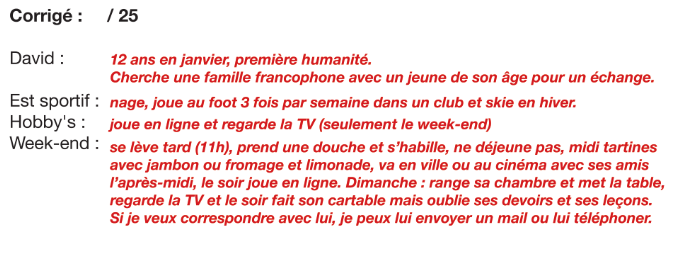 Corrigé : / 25
David : 12 ans en janvier, première humanité.
Cherche une famille francophone avec un jeune de son âge pour un échange.
Est sportif : nage, joue au foot 3 fois par semaine dans un club et skie en hiver.
Hobby's : joue en ligne et regarde la TV (seulement le week-end)
Week-end : se lève tard (11h), prend une douche et s'habille, ne déjeune pas, midi tartines
avec jambon ou fromage et limonade, va en ville ou au cinéma avec ses amis
l'après-midi, le soir joue en ligne. Dimanche : range sa chambre et met la table,
regarde la TV et le soir fait son cartable mais oublie ses devoirs et ses leçons.
Si je veux correspondre avec lui, je peux lui envoyer un mail ou lui téléphoner.